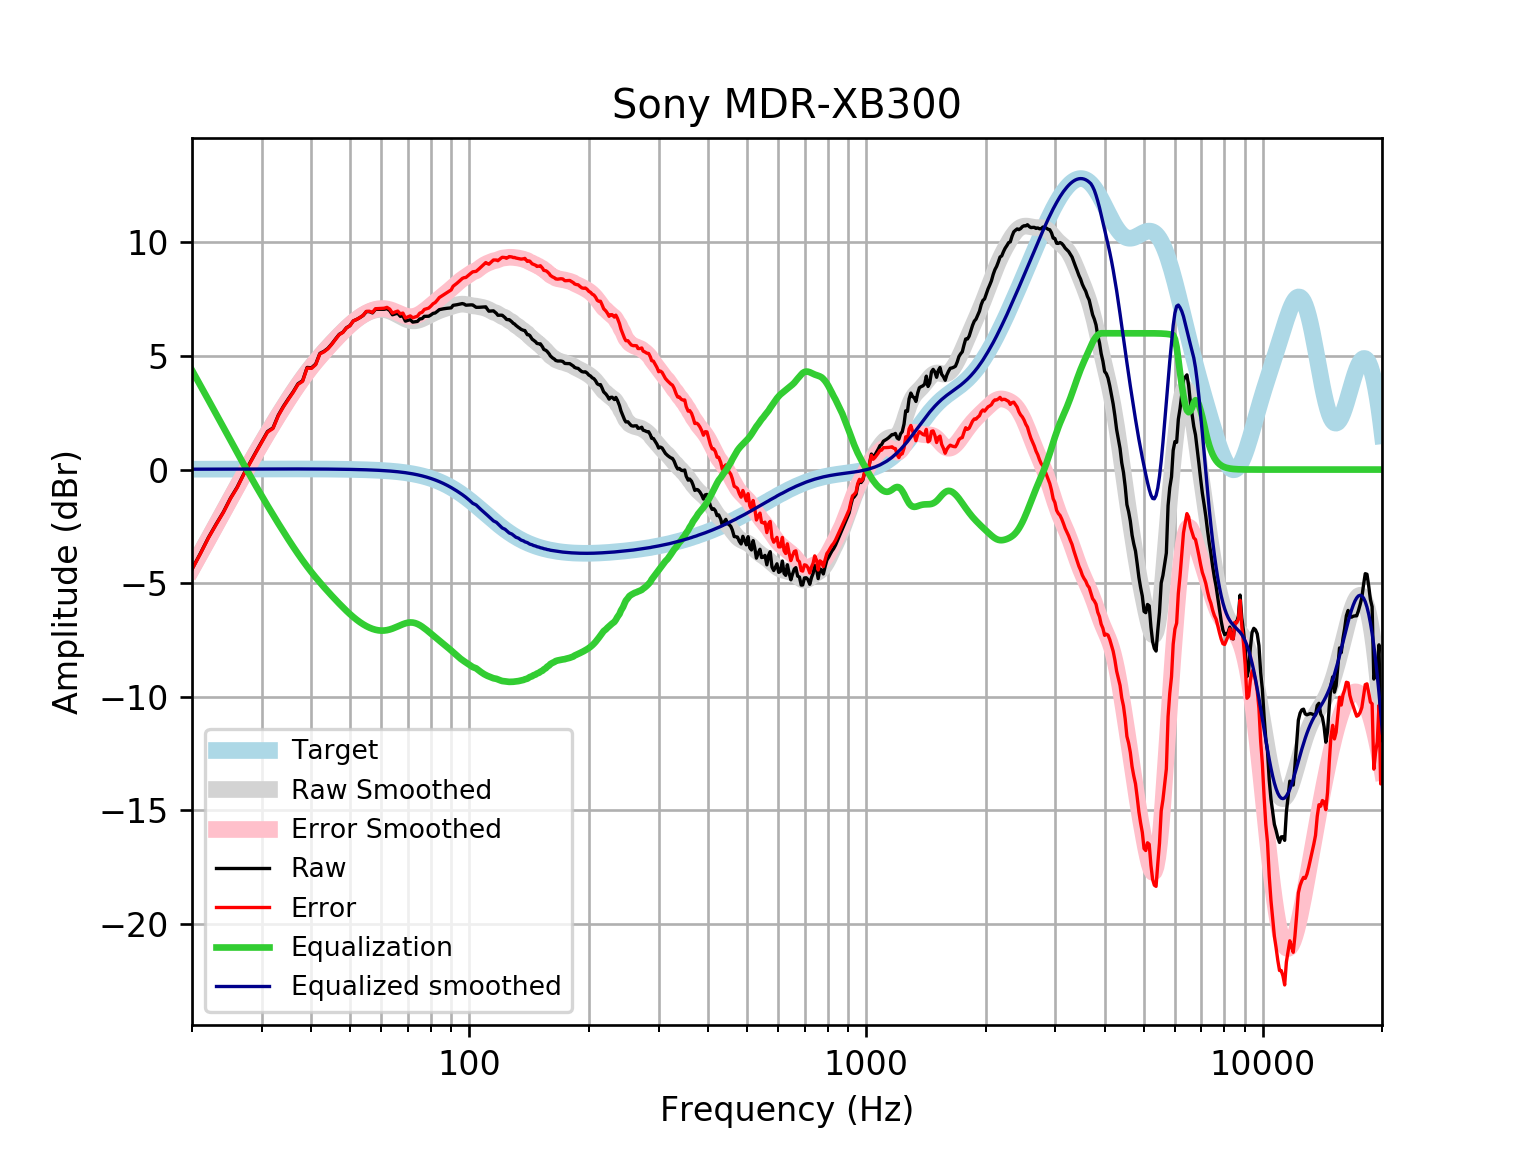 Sony MDR-XB300
10
5
0
−5
−10
−15
−20
Amplitude (dBr)
Target
Raw Smoothed
Error Smoothed
Raw
Error
Equalization
Equalized smoothed
100 1000 10000
Frequency (Hz)